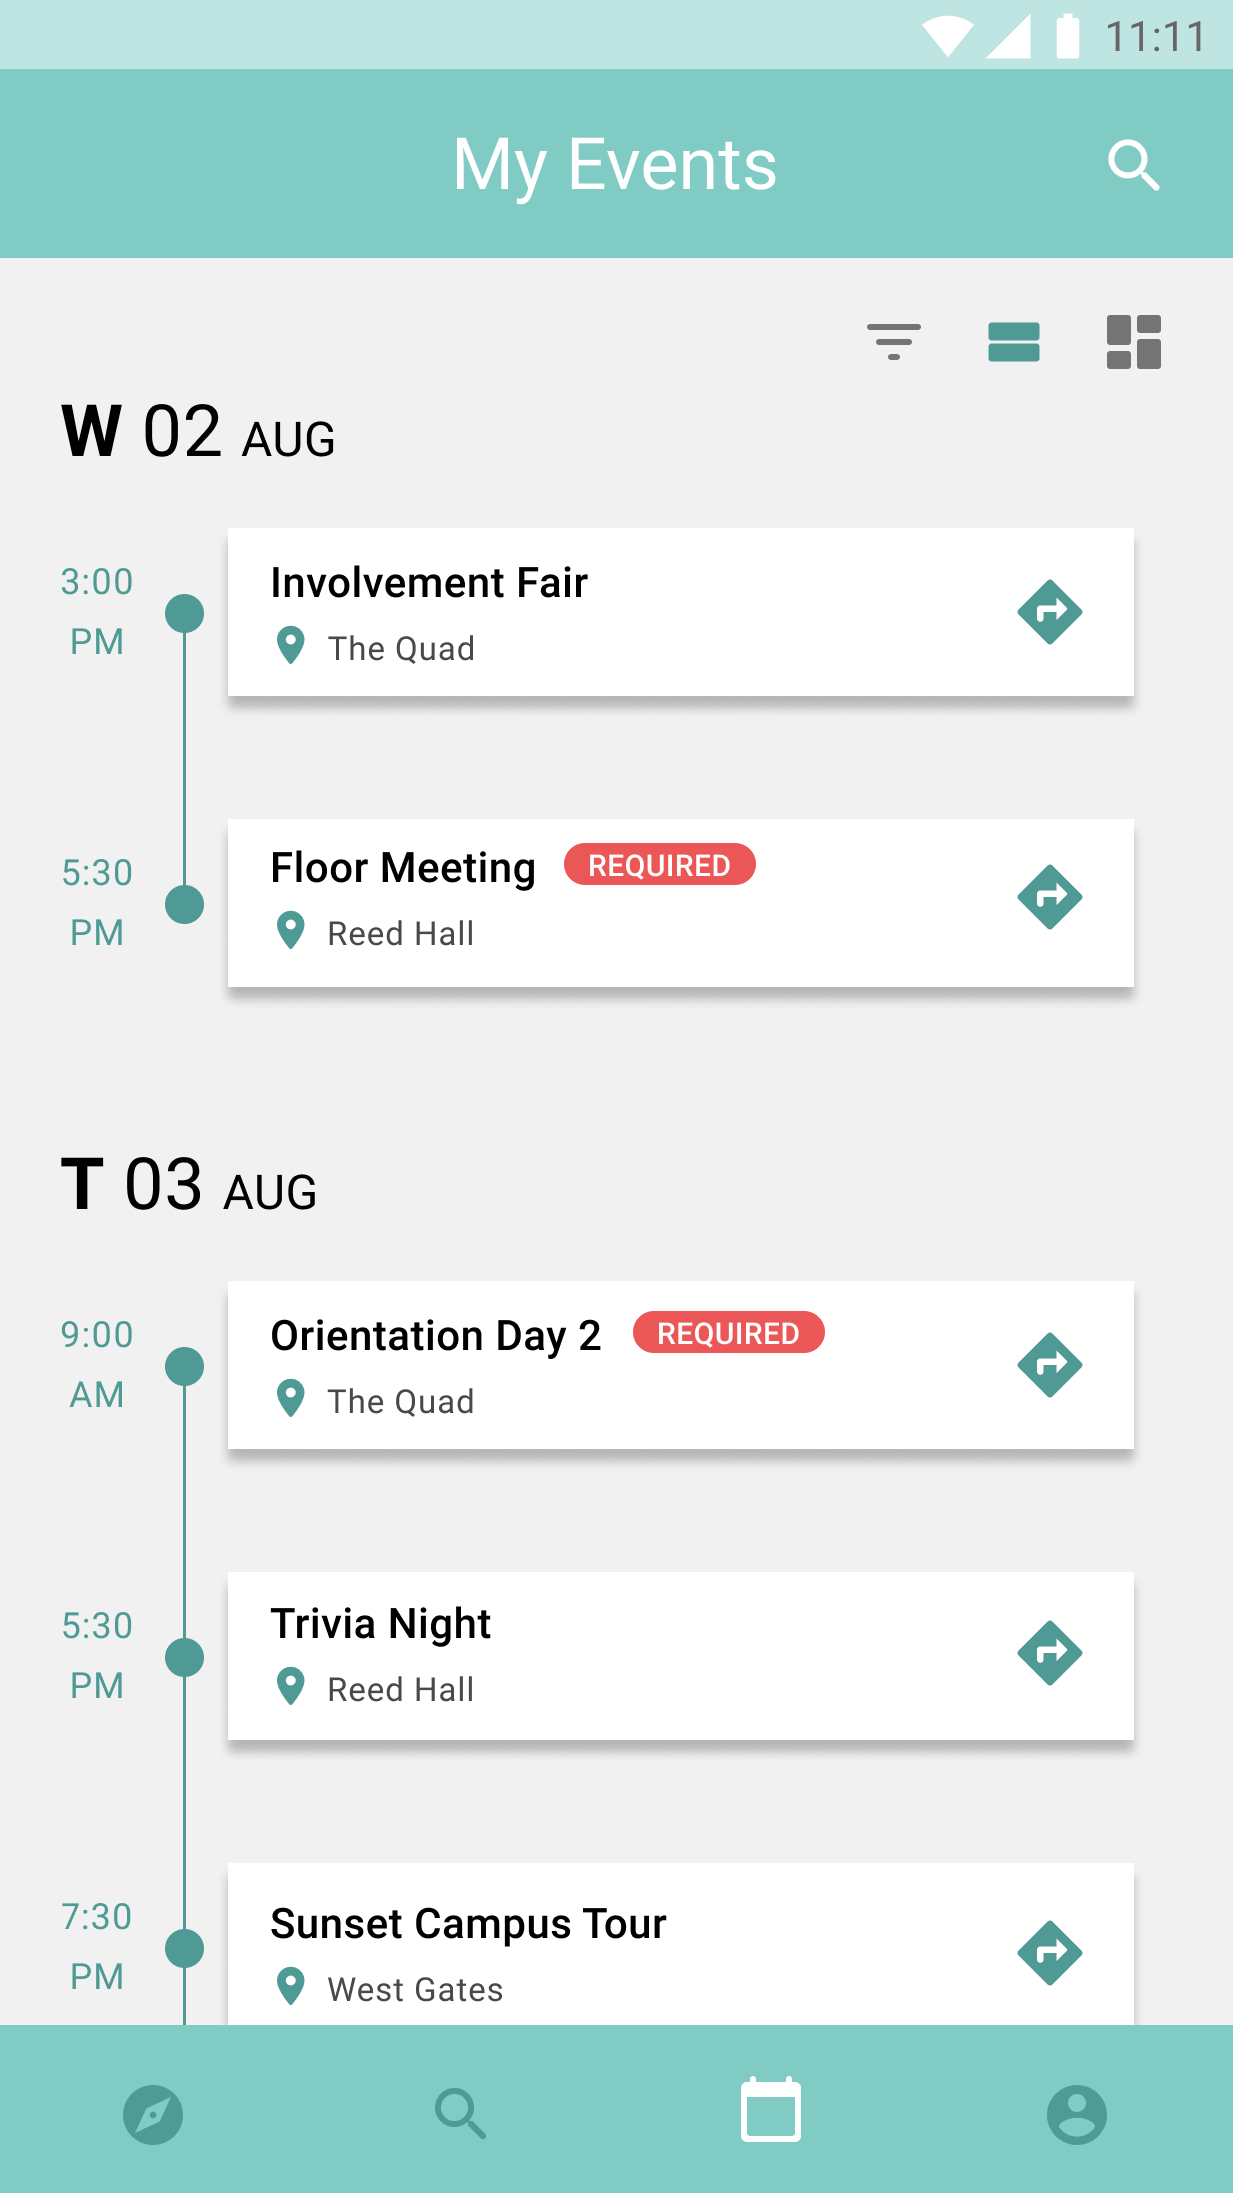 11:11
My Events
W 02 AUG
3:00
PM
Involvement Fair
The Quad
5:30
PM
Floor Meeting REQUIRED
Reed Hall
T 03 AUG
9:00
AM
Orientation Day 2 REQUIRED
The Quad
5:30
PM
Trivia Night
Reed Hall
7:30
PM
Sunset Campus Tour
West Gates